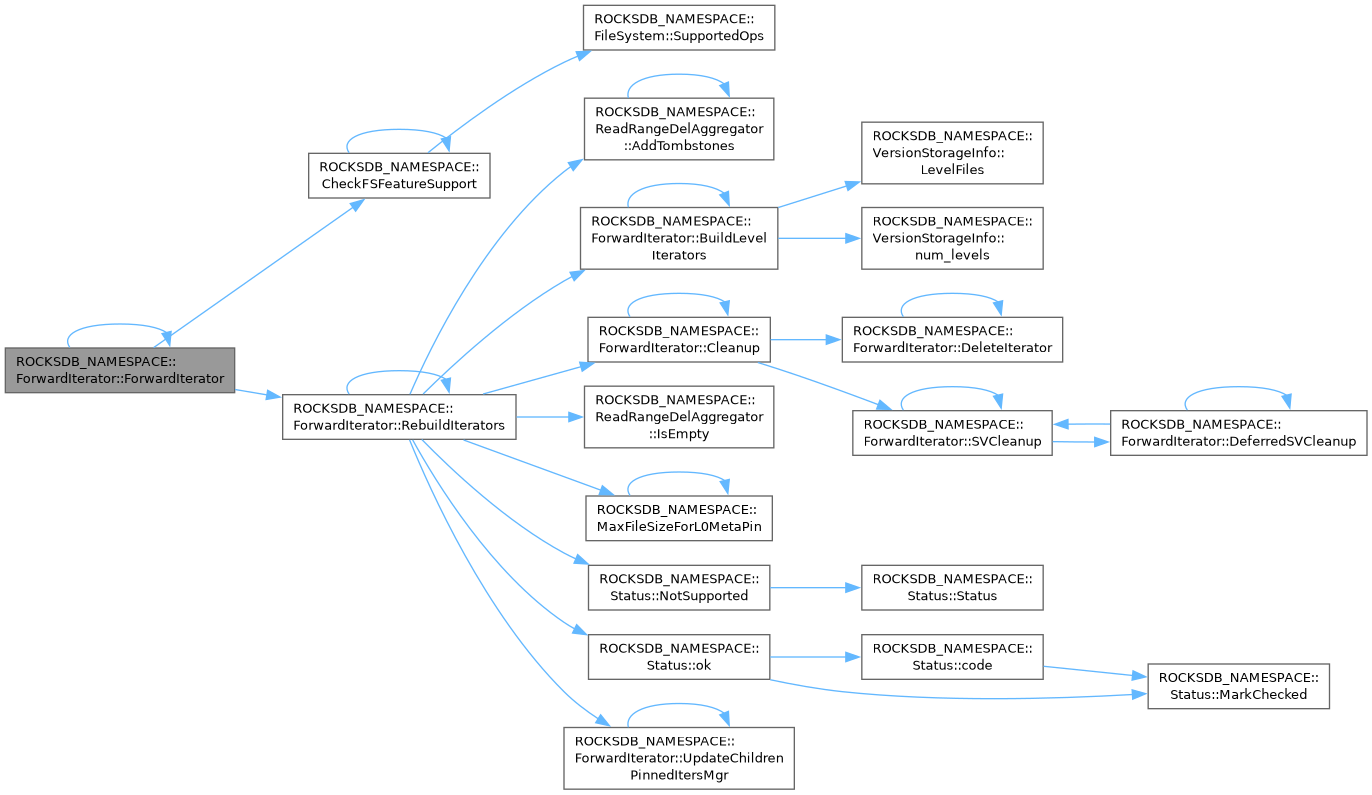 ROCKSDB_NAMESPACE::
FileSystem::SupportedOps
ROCKSDB_NAMESPACE::
ReadRangeDelAggregator
::AddTombstones
ROCKSDB_NAMESPACE::
VersionStorageInfo::
LevelFiles
ROCKSDB_NAMESPACE::
CheckFSFeatureSupport
ROCKSDB_NAMESPACE::
ForwardIterator::BuildLevel
Iterators
ROCKSDB_NAMESPACE::
VersionStorageInfo::
num_levels
ROCKSDB_NAMESPACE::
ForwardIterator::Cleanup
ROCKSDB_NAMESPACE::
ForwardIterator::DeleteIterator
ROCKSDB_NAMESPACE::
ForwardIterator::ForwardIterator
ROCKSDB_NAMESPACE::
ForwardIterator::RebuildIterators
ROCKSDB_NAMESPACE::
ReadRangeDelAggregator
::IsEmpty
ROCKSDB_NAMESPACE::
ForwardIterator::SVCleanup
ROCKSDB_NAMESPACE::
ForwardIterator::DeferredSVCleanup
ROCKSDB_NAMESPACE::
MaxFileSizeForL0MetaPin
ROCKSDB_NAMESPACE::
Status::NotSupported
ROCKSDB_NAMESPACE::
Status::Status
ROCKSDB_NAMESPACE::
Status::ok
ROCKSDB_NAMESPACE::
Status::code
ROCKSDB_NAMESPACE::
Status::MarkChecked
ROCKSDB_NAMESPACE::
ForwardIterator::UpdateChildren
PinnedItersMgr